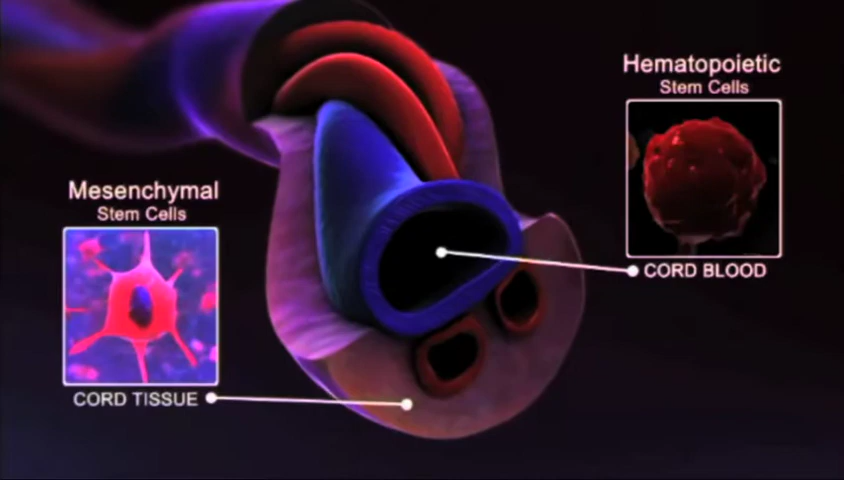 Hematopoietic
Stem Cells
CORD BLOOD
Mesenchymal
Stem Cells
CORD TISSUE